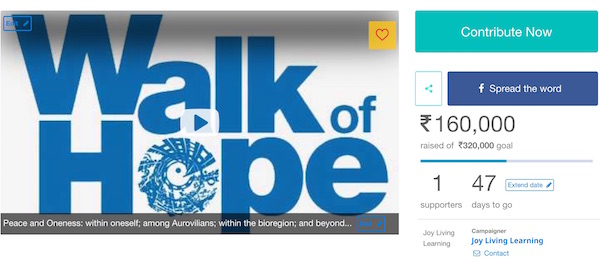 Edit
Walk of
Hope
Peace and Oneness: within oneself; among Aurovilians; within the bioregion; and beyond...
Contribute Now
f Spread the word
₹160,000
raised of ₹320,000 goal
1
supporters
47
days to go
Extend date
Joy Living
Learning
Campaigner
Joy Living Learning
Contact